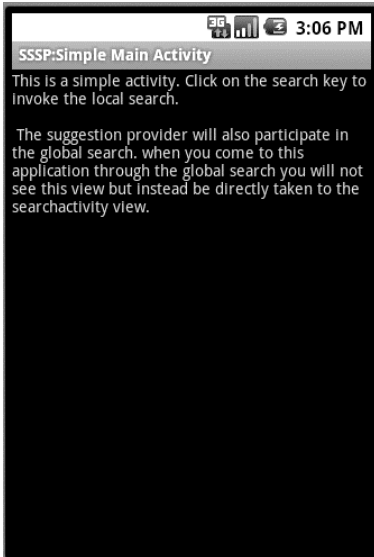 3G 3:06 PM
SSSP:Simple Main Activity
This is a simple activity. Click on the search key to
invoke the local search.
The suggestion provider will also participate in
the global search. when you come to this
application through the global search you will not
see this view but instead be directly taken to the
searchactivity view.